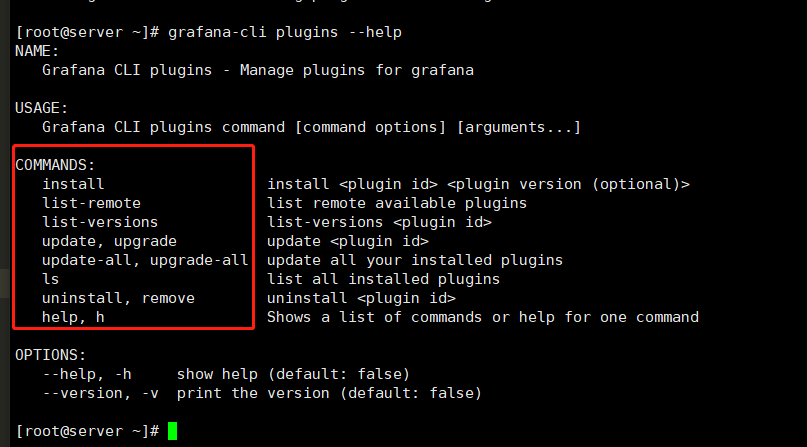 [root@server ~]# grafana-cli plugins --help
NAME:
   Grafana CLI plugins - Manage plugins for grafana
USAGE:
   Grafana CLI plugins command [command options] [arguments...]
COMMANDS:
   install                  install <plugin id> <plugin version (optional)>
   list-remote              list remote available plugins
   list-versions            list-versions <plugin id>
   update, upgrade          update <plugin id>
   update-all, upgrade-all  update all your installed plugins
   ls                       list all installed plugins
   uninstall, remove        uninstall <plugin id>
   help, h                  Shows a list of commands or help for one command
OPTIONS:
   --help, -h     show help (default: false)
   --version, -v  print the version (default: false)
[root@server ~]#